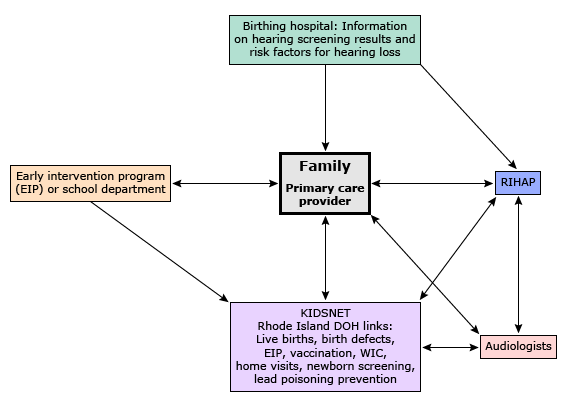 Birthing hospital: Information
on hearing screening results and
risk factors for hearing loss
Family
Primary care
provider
Early intervention program
(EIP) or school department
RIHAP
KIDSNET
Rhode Island DOH links:
Live births, birth defects,
EIP, vaccination, WIC,
home visits, newborn screening,
lead poisoning prevention
Audiologists